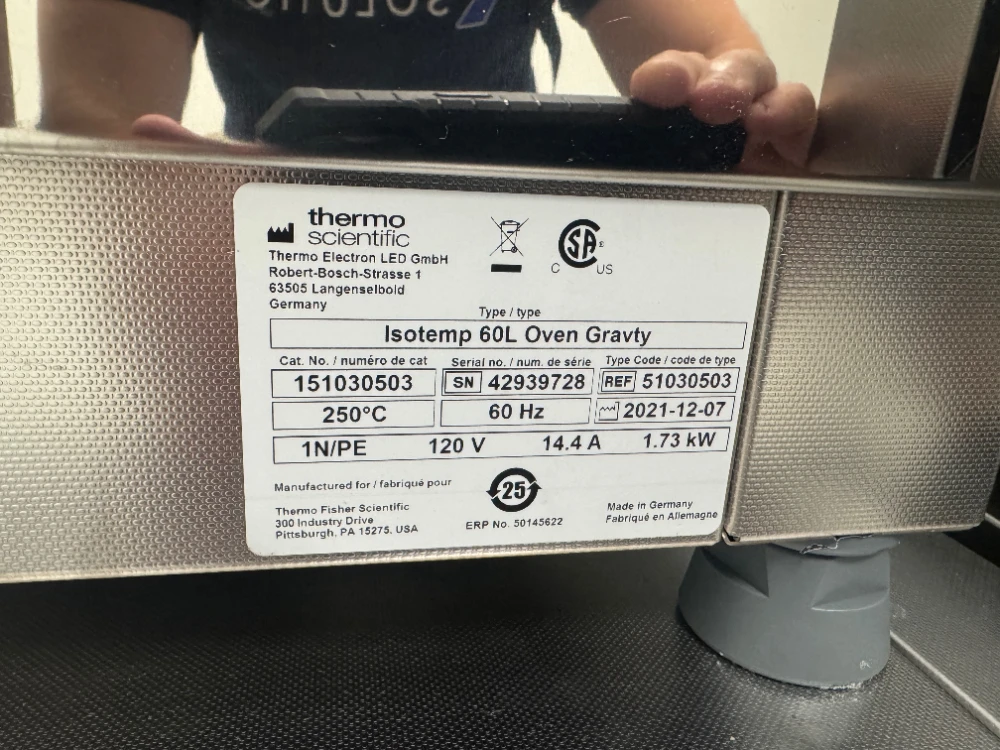 thermo
scientific
Thermo Electron LED GmbH
Robert-Bosch-Strasse 1
63505 Langenselbold
Germany
C SA US
Type / type
Isotemp 60L Oven Gravty
Cat. No. / numéro de cat Serial no. / num. de série Type Code / code de type
151030503 SN 42939728 REF 51030503
250°C 60 Hz 2021-12-07
1N/PE 120 V 14.4 A 1.73 kW
Manufactured for / fabriqué pour
Thermo Fisher Scientific
300 Industry Drive
Pittsburgh, PA 15275, USA
25
ERP No. 50145622
Made in Germany
Fabriqué en Allemagne